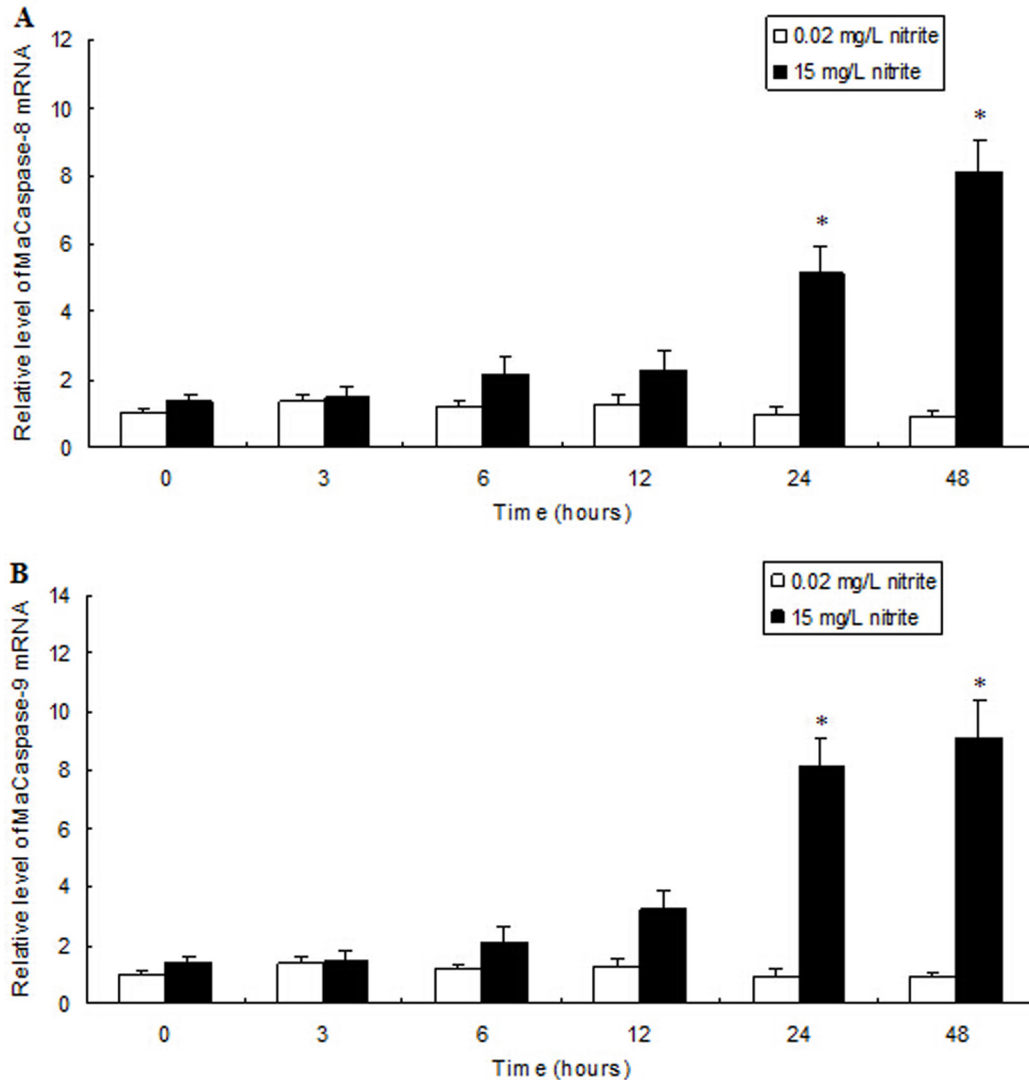 A
Relative level of MaCaspase-8 mRNA
12
10
8
6
4
2
0
0.02 mg/L nitrite
15 mg/L nitrite
*
*
0 3 6 12 24 48
Time (hours)
B
Relative level of MaCaspase-9 mRNA
14
12
10
8
6
4
2
0
0.02 mg/L nitrite
15 mg/L nitrite
*
*
0 3 6 12 24 48
Time (hours)